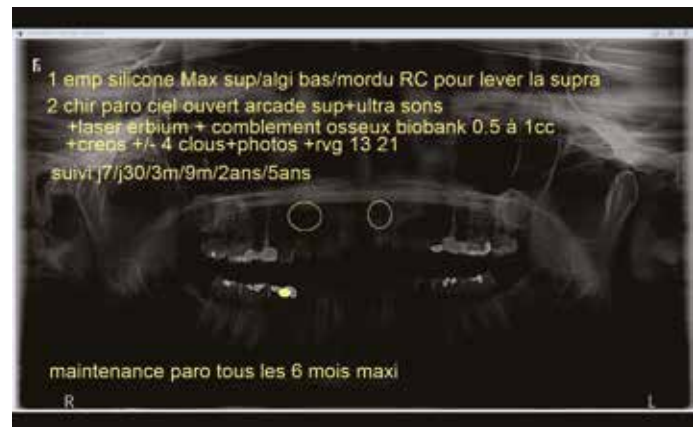 1 emp silicone Max sup/algi bas/mordu RC pour lever la supra
2 chir paro ciel ouvert arcade sup+ultra sons
+laser erbium + comblement osseux biobank 0.5 à 1cc
+creps +/- 4 clous+photos +rvg 13 21
suivt j7/j30/3m/9m/2ans/5ans
maintenance paro tous les 6 mois maxi
R
L